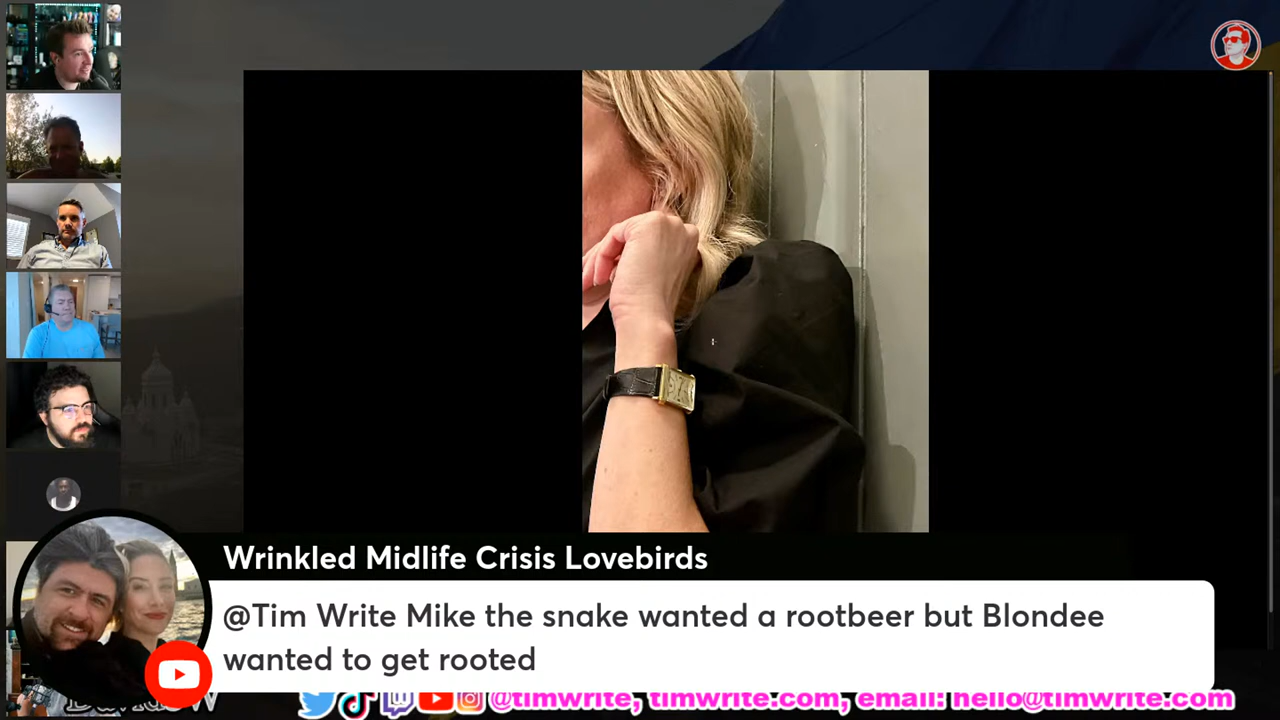 Wrinkled Midlife Crisis Lovebirds
@Tim Write Mike the snake wanted a rootbeer but Blondee
wanted to get rooted
@timwrite, timwrite.com, email: hello@timwrite.com